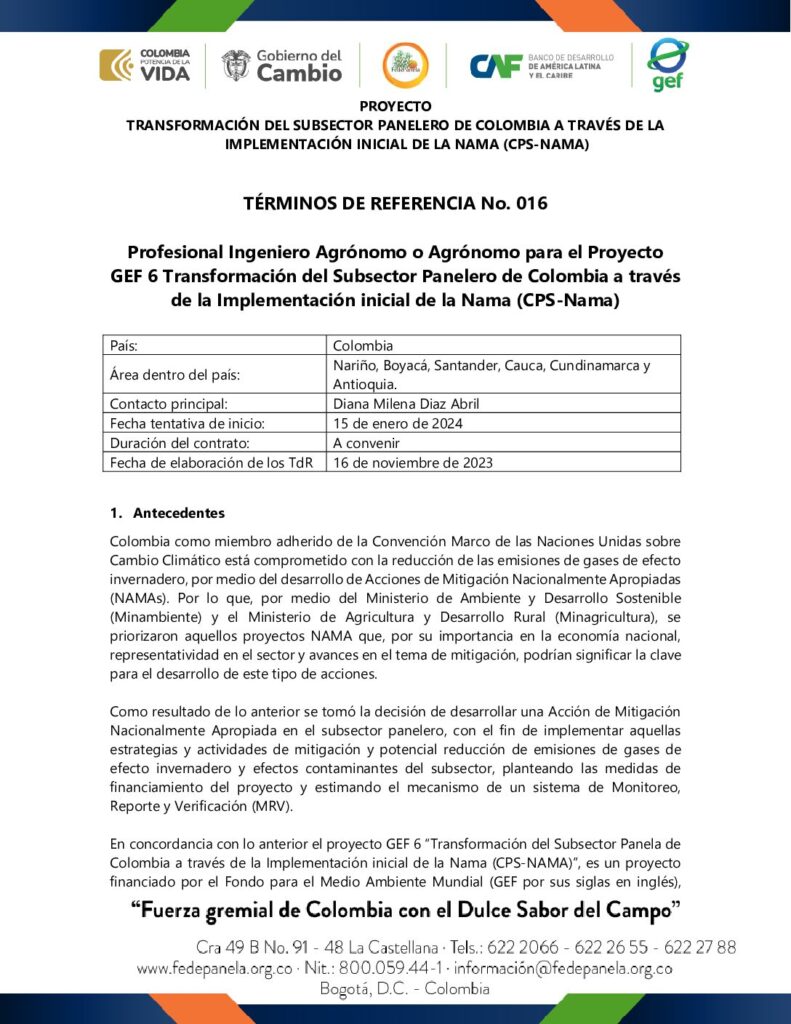 COLOMBIA
POTENCIA DE LA
VIDA
Gobierno del
Cambio
Fedepanela
CAF
BANCO DE DESARROLLO
DE AMÉRICA LATINA
Y EL CARIBE
gef
PROYECTO
TRANSFORMACIÓN DEL SUBSECTOR PANELERO DE COLOMBIA A TRAVÉS DE LA
IMPLEMENTACIÓN INICIAL DE LA NAMA (CPS-NAMA)
TÉRMINOS DE REFERENCIA No. 016
Profesional Ingeniero Agrónomo o Agrónomo para el Proyecto
GEF 6 Transformación del Subsector Panelero de Colombia a través
de la Implementación inicial de la Nama (CPS-Nama)
País: Colombia
Área dentro del país: Nariño, Boyacá, Santander, Cauca, Cundinamarca y
Antioquia.
Contacto principal: Diana Milena Diaz Abril
Fecha tentativa de inicio: 15 de enero de 2024
Duración del contrato: A convenir
Fecha de elaboración de los TdR 16 de noviembre de 2023
1. Antecedentes
Colombia como miembro adherido de la Convención Marco de las Naciones Unidas sobre
Cambio Climático está comprometido con la reducción de las emisiones de gases de efecto
invernadero, por medio del desarrollo de Acciones de Mitigación Nacionalmente Apropiadas
(NAMAs). Por lo que, por medio del Ministerio de Ambiente y Desarrollo Sostenible
(Minambiente) y el Ministerio de Agricultura y Desarrollo Rural (Minagricultura), se
priorizaron aquellos proyectos NAMA que, por su importancia en la economía nacional,
representatividad en el sector y avances en el tema de mitigación, podrían significar la clave
para el desarrollo de este tipo de acciones.
Como resultado de lo anterior se tomó la decisión de desarrollar una Acción de Mitigación
Nacionalmente Apropiada en el subsector panelero, con el fin de implementar aquellas
estrategias y actividades de mitigación y potencial reducción de emisiones de gases de
efecto invernadero y efectos contaminantes del subsector, planteando las medidas de
financiamiento del proyecto y estimando el mecanismo de un sistema de Monitoreo,
Reporte y Verificación (MRV).
En concordancia con lo anterior el proyecto GEF 6 “Transformación del Subsector Panela de
Colombia a través de la Implementación inicial de la Nama (CPS-NAMA)”, es un proyecto
financiado por el Fondo para el Medio Ambiente Mundial (GEF por sus siglas en inglés),
“Fuerza gremial de Colombia con el Dulce Sabor del Campo”
Cra 49 B No. 91 - 48 La Castellana · Tels.: 622 2066 - 622 26 55 - 622 27 88
www.fedepanela.org.co · Nit.: 800.059.44-1 · información@fedepanela.org.co
Bogotá, D.C. - Colombia